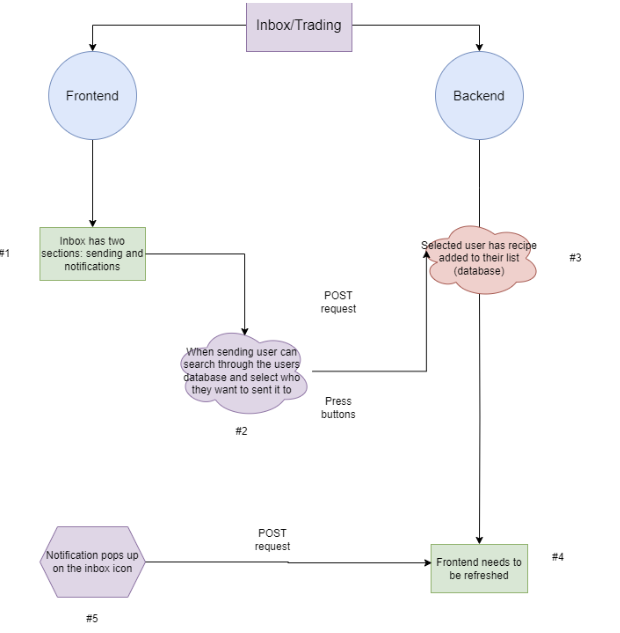 Inbox/Trading
Frontend
Backend
#1
Inbox has two
sections: sending and
notifications
Selected user has recipe
added to their list
(database)
#3
POST
request
When sending user can
search through the users
database and select who
they want to sent it to
#2
Press
buttons
POST
request
Notification pops up
on the inbox icon
#5
Frontend needs to
be refreshed
#4